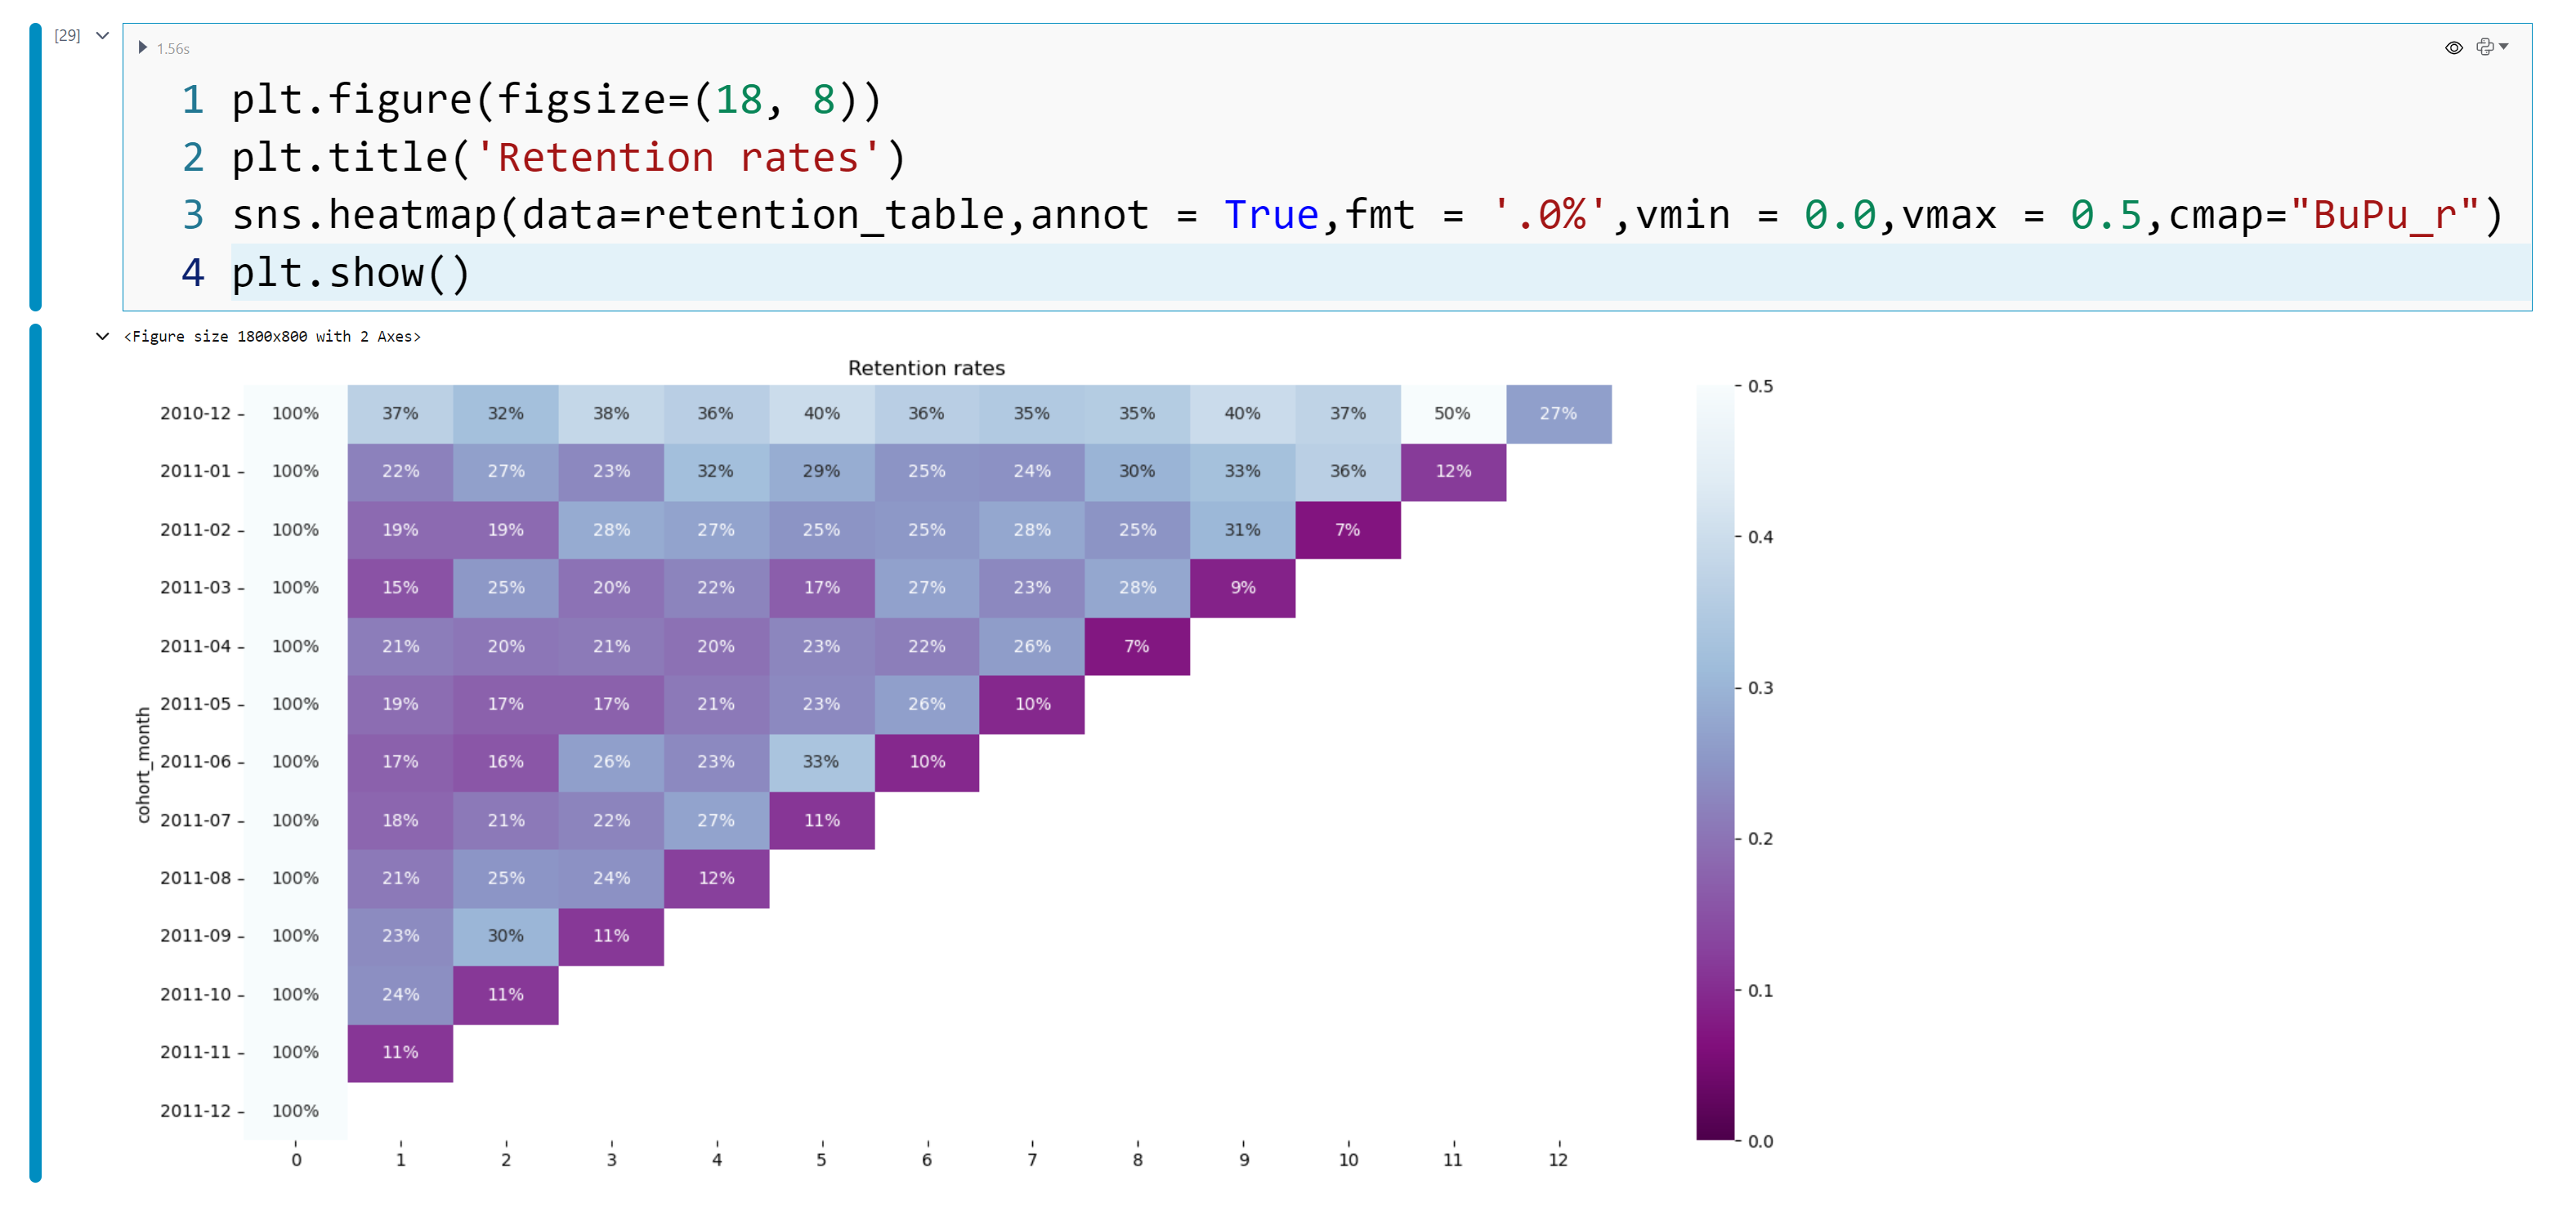 [29]
1.56s
1 plt.figure(figsize=(18, 8))
2 plt.title('Retention rates')
3 sns.heatmap(data=retention_table,annot = True,fmt = '.0%',vmin = 0.0,vmax = 0.5,cmap="BuPu_r")
4 plt.show()
<Figure size 1800x800 with 2 Axes>
Retention rates
2010-12 100% 37% 32% 38% 36% 40% 36% 35% 35% 40% 37% 50% 27%
2011-01 100% 22% 27% 23% 32% 29% 25% 24% 30% 33% 36% 12%
2011-02 100% 19% 19% 28% 27% 25% 25% 28% 25% 31% 7%
2011-03 100% 15% 25% 20% 22% 17% 27% 23% 28% 9%
2011-04 100% 21% 20% 21% 20% 23% 22% 26% 7%
2011-05 100% 19% 17% 17% 21% 23% 26% 10%
2011-06 100% 17% 16% 26% 23% 33% 10%
2011-07 100% 18% 21% 22% 27% 11%
2011-08 100% 21% 25% 24% 12%
2011-09 100% 23% 30% 11%
2011-10 100% 24% 11%
2011-11 100% 11%
2011-12 100%
0 1 2 3 4 5 6 7 8 9 10 11 12
cohort_month
0.5
0.4
0.3
0.2
0.1
0.0